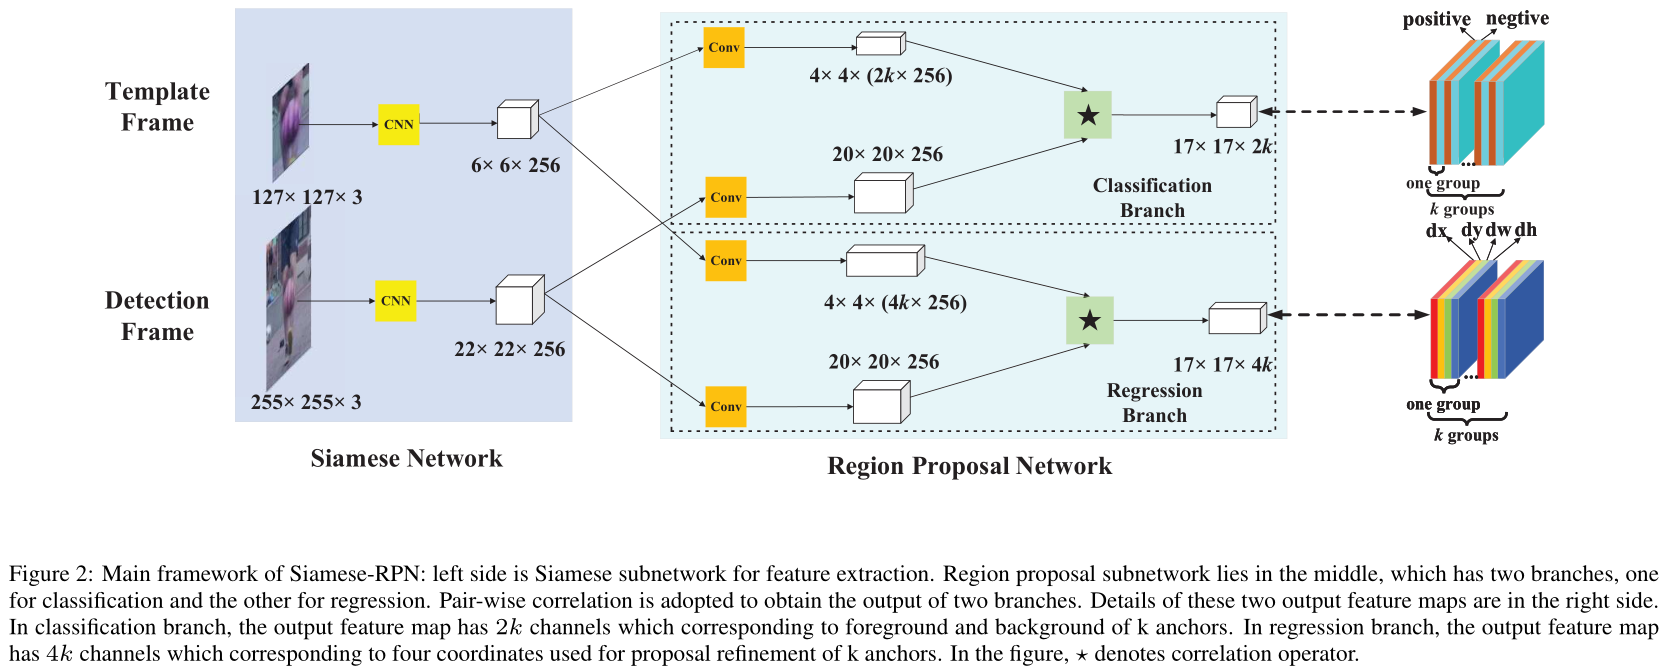 Template
Frame
127× 127× 3
CNN
6× 6× 256
Detection
Frame
255× 255× 3
CNN
22× 22× 256
Siamese Network
Conv
4× 4× (2k× 256)
Conv
20× 20× 256
★
17× 17× 2k
Classification
Branch
Conv
4× 4× (4k× 256)
Conv
20× 20× 256
★
17× 17× 4k
Regression
Branch
Region Proposal Network
positive negtive
...
one group
k groups
dx dy dw dh
...
one group
k groups
Figure 2: Main framework of Siamese-RPN: left side is Siamese subnetwork for feature extraction. Region proposal subnetwork lies in the middle, which has two branches, one
for classification and the other for regression. Pair-wise correlation is adopted to obtain the output of two branches. Details of these two output feature maps are in the right side.
In classification branch, the output feature map has 2k channels which corresponding to foreground and background of k anchors. In regression branch, the output feature map
has 4k channels which corresponding to four coordinates used for proposal refinement of k anchors. In the figure, ⋆ denotes correlation operator.